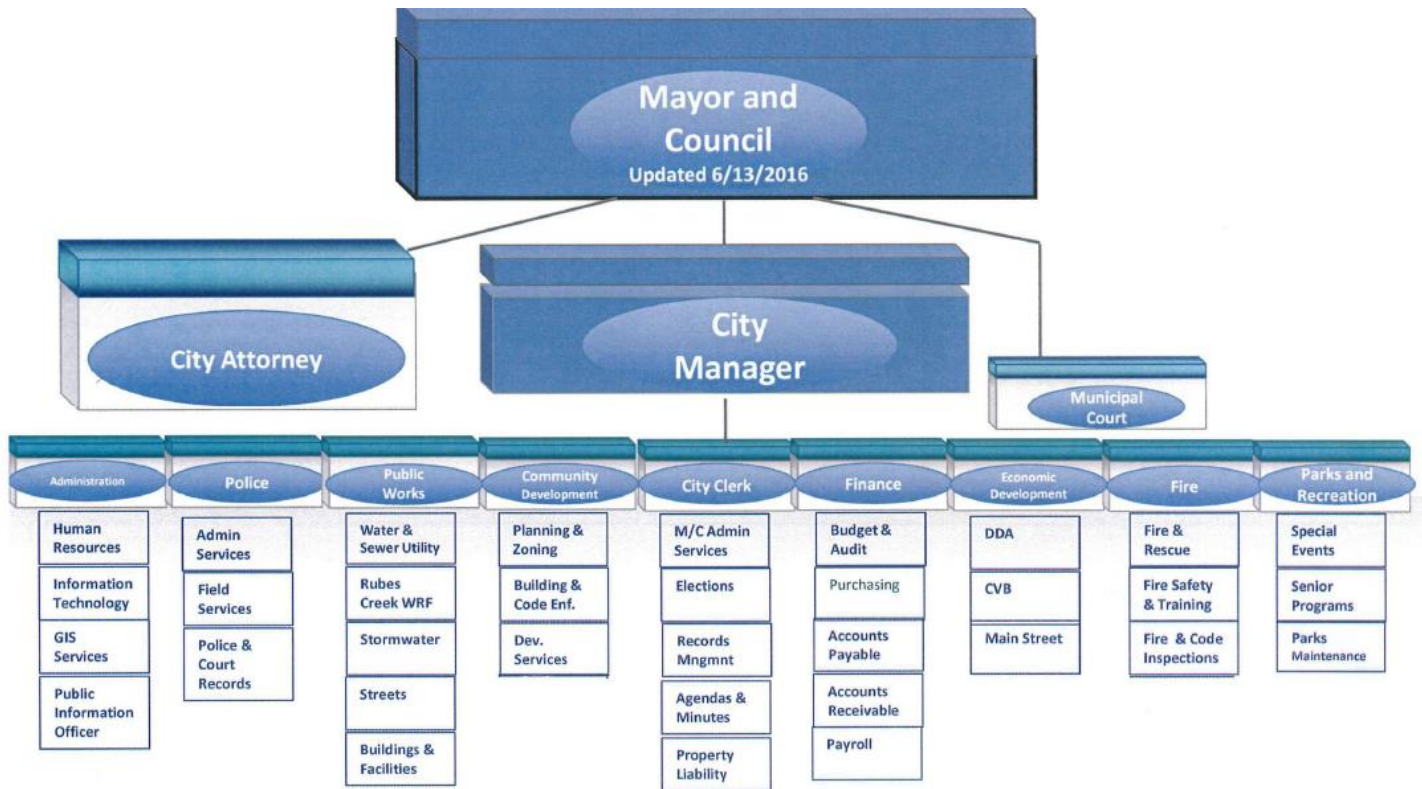 Mayor and
Council
Updated 6/13/2016
City Attorney
City
Manager
Municipal
Court
Administration
Police
Public
Works
Community
Development
City Clerk
Finance
Economic
Development
Fire
Parks and
Recreation
Human
Resources
Information
Technology
GIS
Services
Public
Information
Officer
Admin
Services
Field
Services
Police &
Court
Records
Water &
Sewer Utility
Rubes
Creek WRF
Stormwater
Streets
Buildings &
Facilities
Planning &
Zoning
Building &
Code Enf.
Dev.
Services
M/C Admin
Services
Elections
Records
Mngmnt
Agendas &
Minutes
Property
Liability
Budget &
Audit
Purchasing
Accounts
Payable
Accounts
Receivable
Payroll
DDA
CVB
Main Street
Fire &
Rescue
Fire Safety
& Training
Fire & Code
Inspections
Special
Events
Senior
Programs
Parks
Maintenance